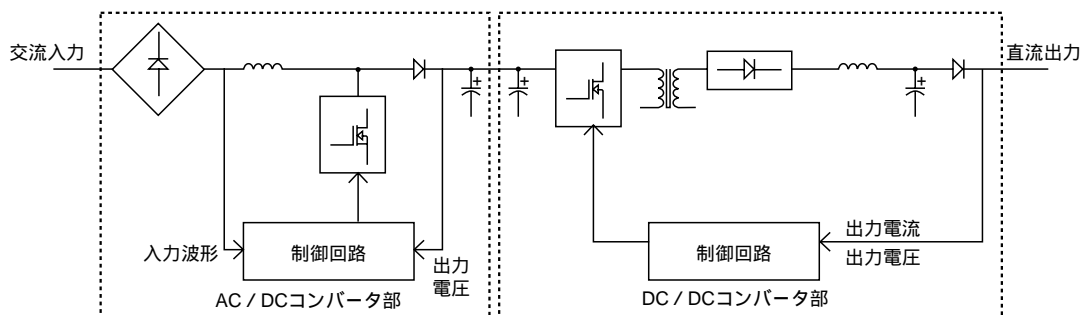 交流入力
直流出力
入力波形
制御回路
出力
電圧
AC / DCコンバータ部
制御回路
出力電流
出力電圧
DC / DCコンバータ部